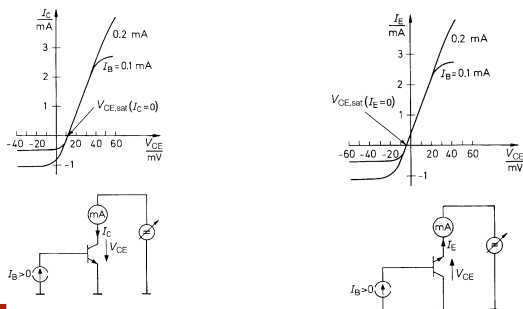 I_C
mA
3
2
1
-1
0.2 mA
I_B=0.1 mA
V_CE,sat (I_C=0)
-40 -20 0 20 40 60
V_CE
mV
mA
I_C
V_CE
I_B>0
I_E
mA
3
2
1
-1
0.2 mA
I_B=0.1 mA
V_CE,sat (I_E=0)
-60 -40 -20 0 20 40 60
V_CE
mV
mA
I_E
V_CE
I_B>0